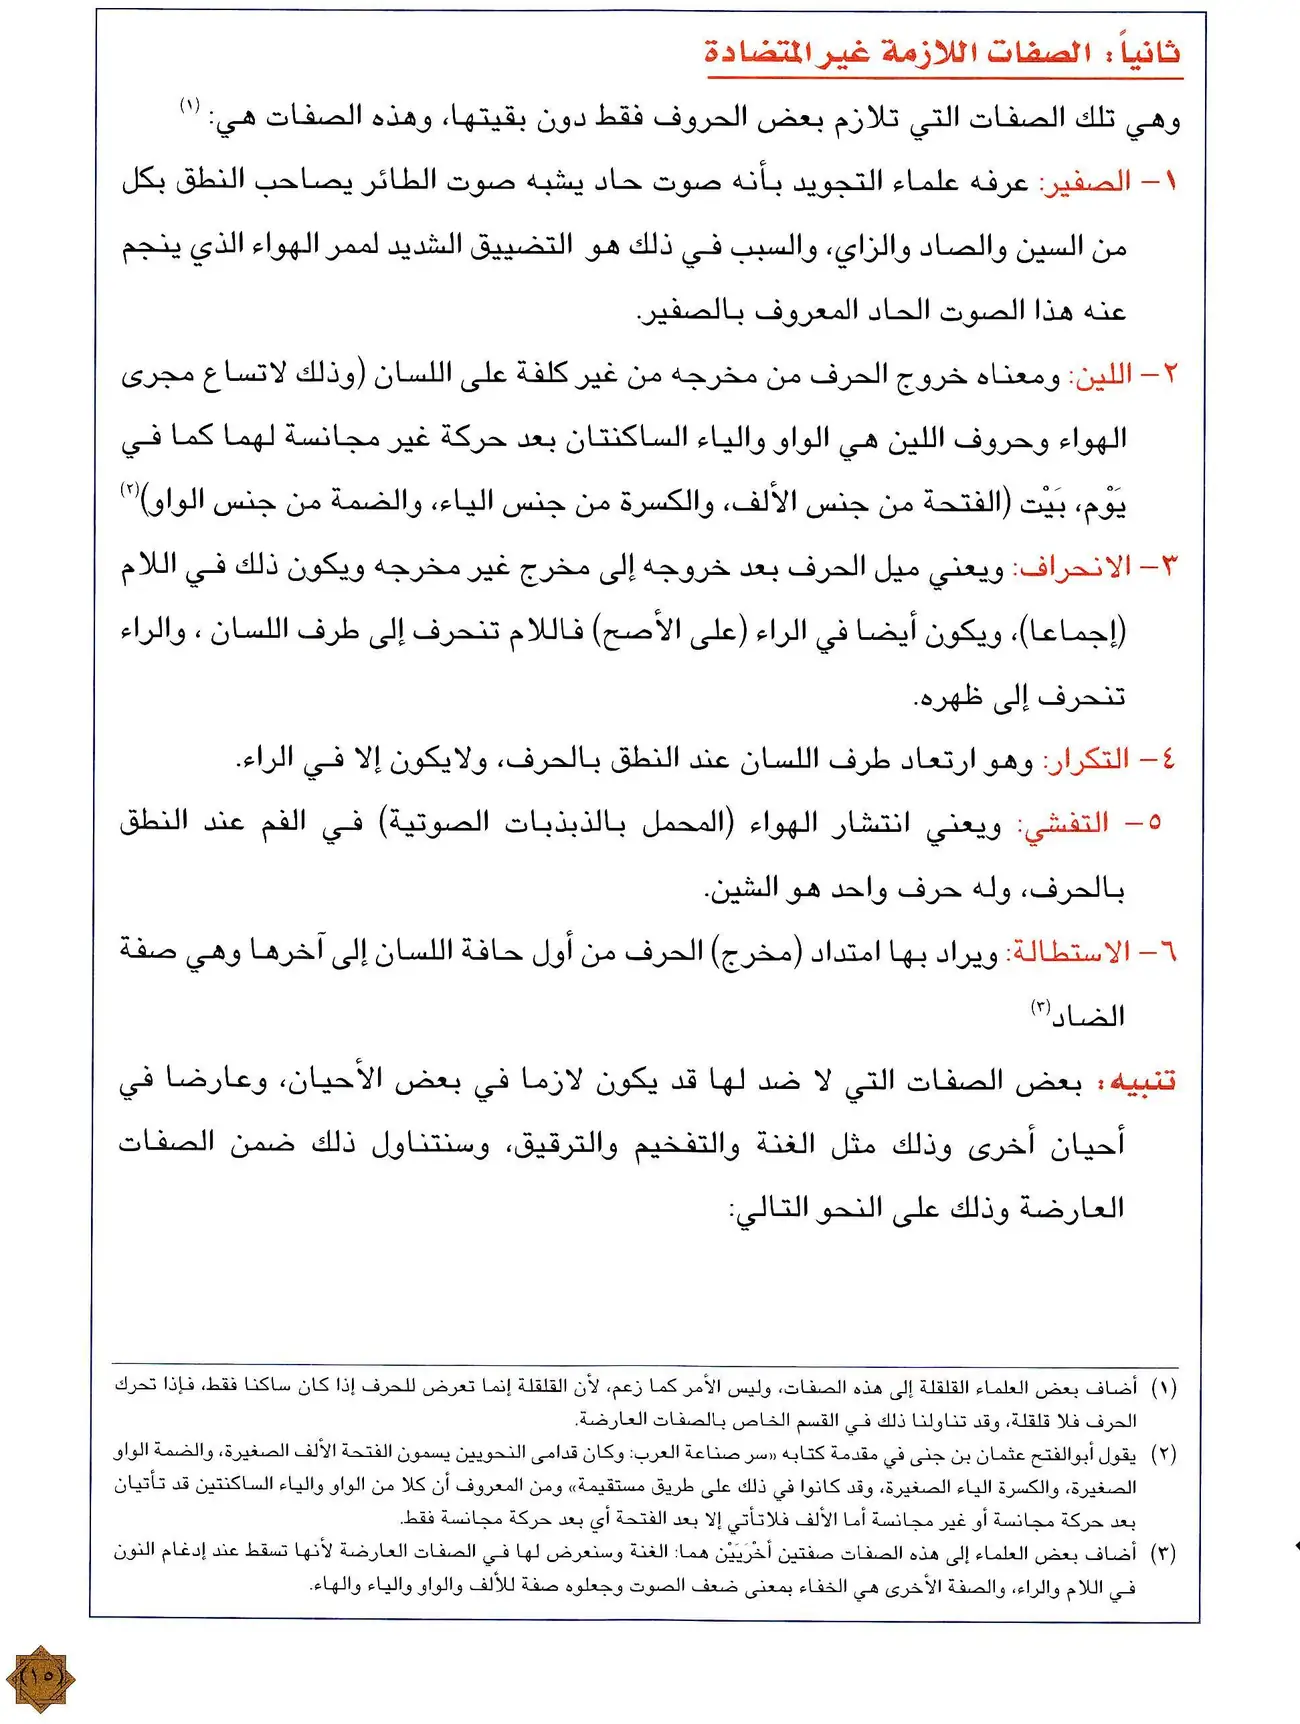 ثانياً: الصفات اللازمة غير المتضادة
وهي تلك الصفات التي تلازم بعض الحروف فقط دون بقيتها، وهذه الصفات هي: (١)
١- الصفير: عرفه علماء التجويد بأنه صوت حاد يشبه صوت الطائر يصاحب النطق بكل
من السين والصاد والزاي، والسبب في ذلك هو التضييق الشديد لممر الهواء الذي ينجم
عنه هذا الصوت الحاد المعروف بالصفير.
٢- اللين: ومعناه خروج الحرف من مخرجه من غير كلفة على اللسان (وذلك لاتساع مجرى
الهواء وحروف اللين هي الواو والياء الساكنتان بعد حركة غير مجانسة لهما كما في
يَوْم، بَيْت (الفتحة من جنس الألف، والكسرة من جنس الياء، والضمة من جنس الواو)(٢)
٣- الانحراف: ويعني ميل الحرف بعد خروجه إلى مخرج غير مخرجه ويكون ذلك في اللام
(إجماعا)، ويكون أيضا في الراء (على الأصح) فاللام تنحرف إلى طرف اللسان ، والراء
تنحرف إلى ظهره.
٤- التكرار: وهو ارتعاد طرف اللسان عند النطق بالحرف، ولايكون إلا في الراء.
٥- التفشي: ويعني انتشار الهواء (المحمل بالذبذبات الصوتية) في الفم عند النطق
بالحرف، وله حرف واحد هو الشين.
٦- الاستطالة: ويراد بها امتداد (مخرج) الحرف من أول حافة اللسان إلى آخرها وهي صفة
الضاد(٣)
تنبيه: بعض الصفات التي لا ضد لها قد يكون لازما في بعض الأحيان، وعارضا في
أحيان أخرى وذلك مثل الغنة والتفخيم والترقيق، وسنتناول ذلك ضمن الصفات
العارضة وذلك على النحو التالي:
(١) أضاف بعض العلماء القلقلة إلى هذه الصفات، وليس الأمر كما زعم، لأن القلقلة إنما تعرض للحرف إذا كان ساكنا فقط، فإذا تحرك
الحرف فلا قلقلة، وقد تناولنا ذلك في القسم الخاص بالصفات العارضة.
(٢) يقول أبوالفتح عثمان بن جنى في مقدمة كتابه «سر صناعة العرب: وكان قدامى النحويين يسمون الفتحة الألف الصغيرة، والضمة الواو
الصغيرة، والكسرة الياء الصغيرة، وقد كانوا في ذلك على طريق مستقيمة» ومن المعروف أن كلا من الواو والياء الساكنتين قد تأتيان
بعد حركة مجانسة أو غير مجانسة أما الألف فلاتأتي إلا بعد الفتحة أي بعد حركة مجانسة فقط.
(٣) أضاف بعض العلماء إلى هذه الصفات صفتين أخْرَيَيْن هما: الغنة وسنعرض لها في الصفات العارضة لأنها تسقط عند إدغام النون
في اللام والراء، والصفة الأخرى هي الخفاء بمعنى ضعف الصوت وجعلوه صفة للألف والواو والياء والهاء.
(١٥)